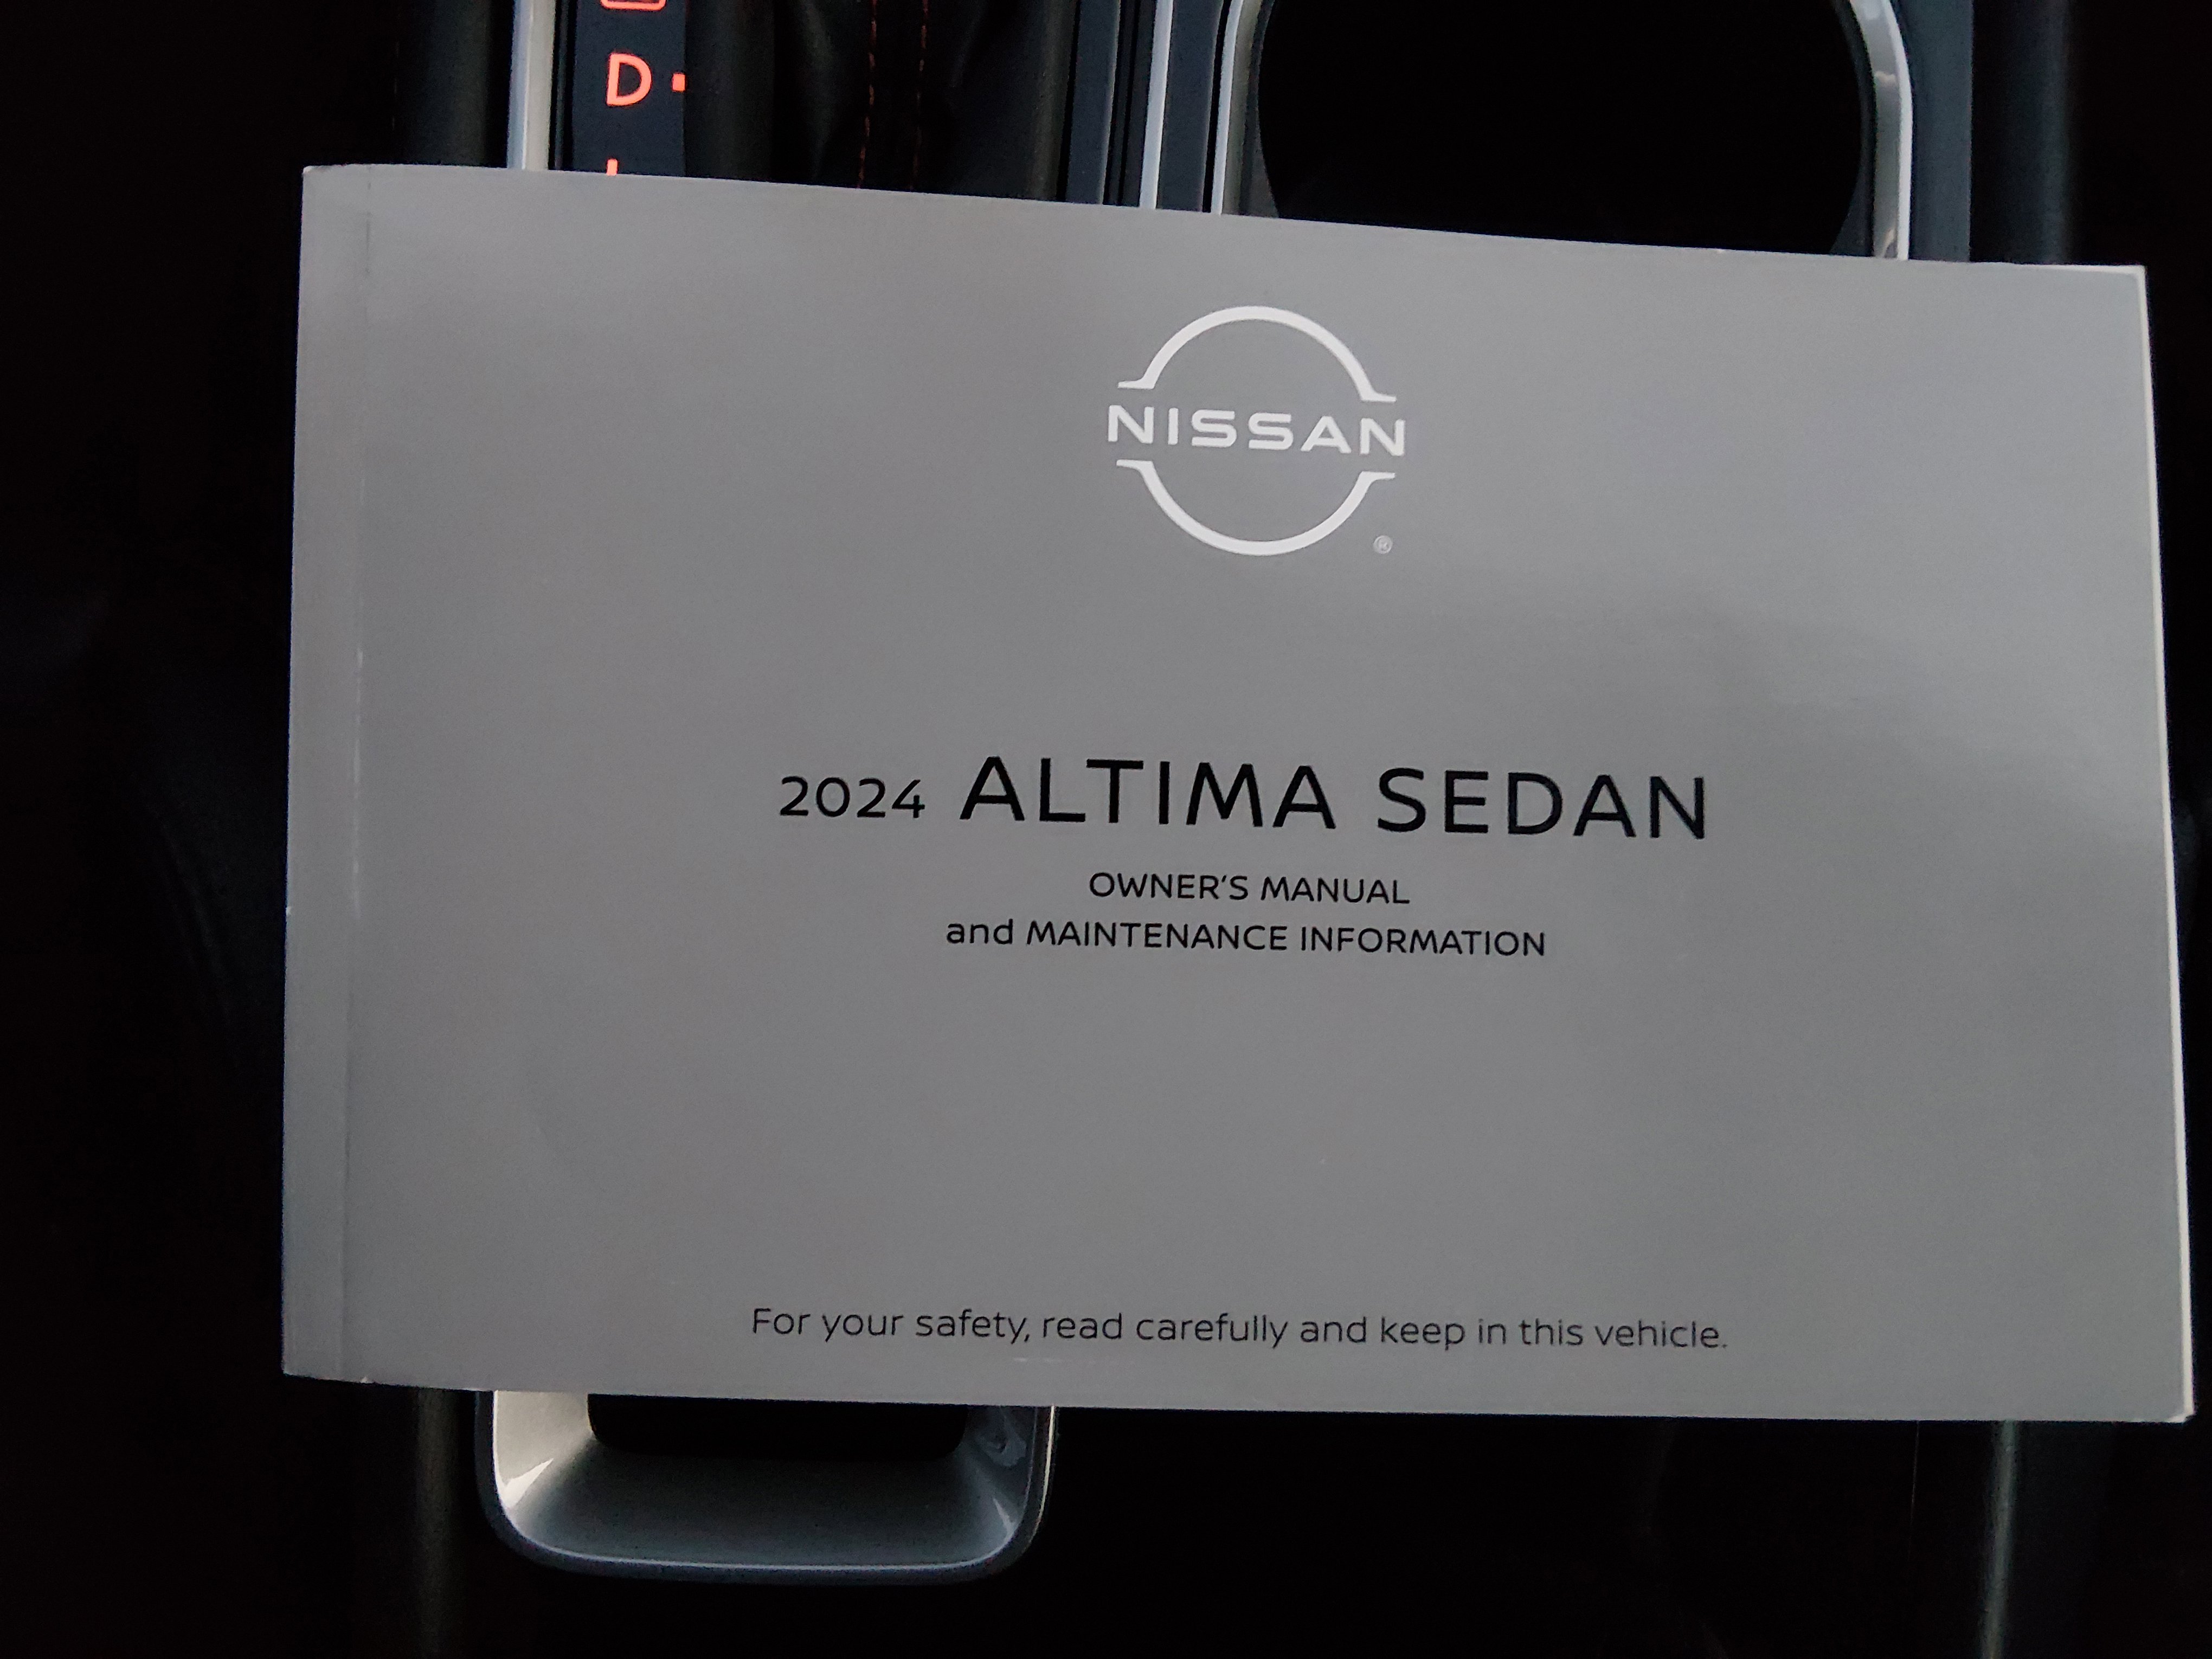 D
NISSAN
®
2024 ALTIMA SEDAN
OWNER'S MANUAL
and MAINTENANCE INFORMATION
For your safety, read carefully and keep in this vehicle.